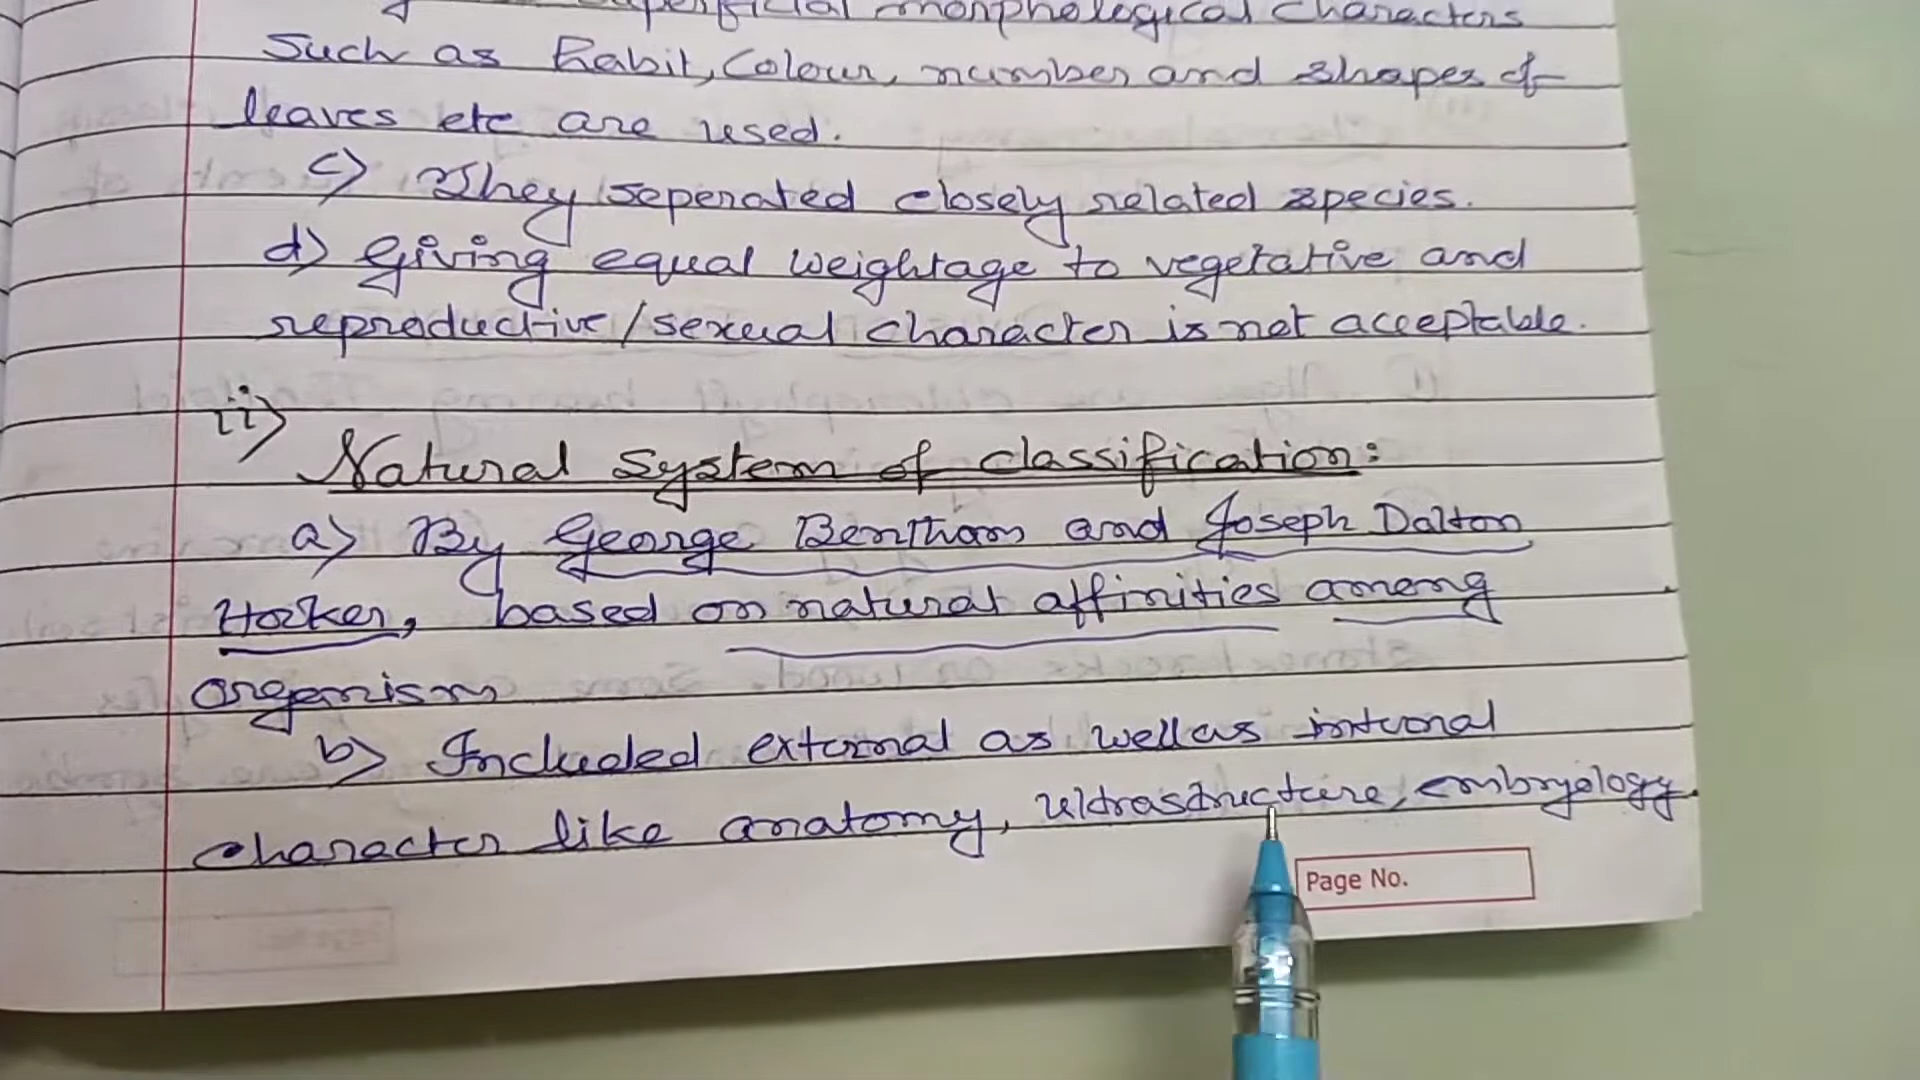 superficial morphological characters
Such as habit, Colour, number and shapes of
leaves etc are used.
c) They seperated closely related species.
d) Giving equal weightage to vegetative and
reproductive/sexual character is not acceptable.
ii)
Natural System of classification:
a) By George Bentham and Joseph Dalton
Hooker, based on natural affinities among
organism
b) Included external as well as internal
character like anatomy, ultrastructure, embryology
Page No.